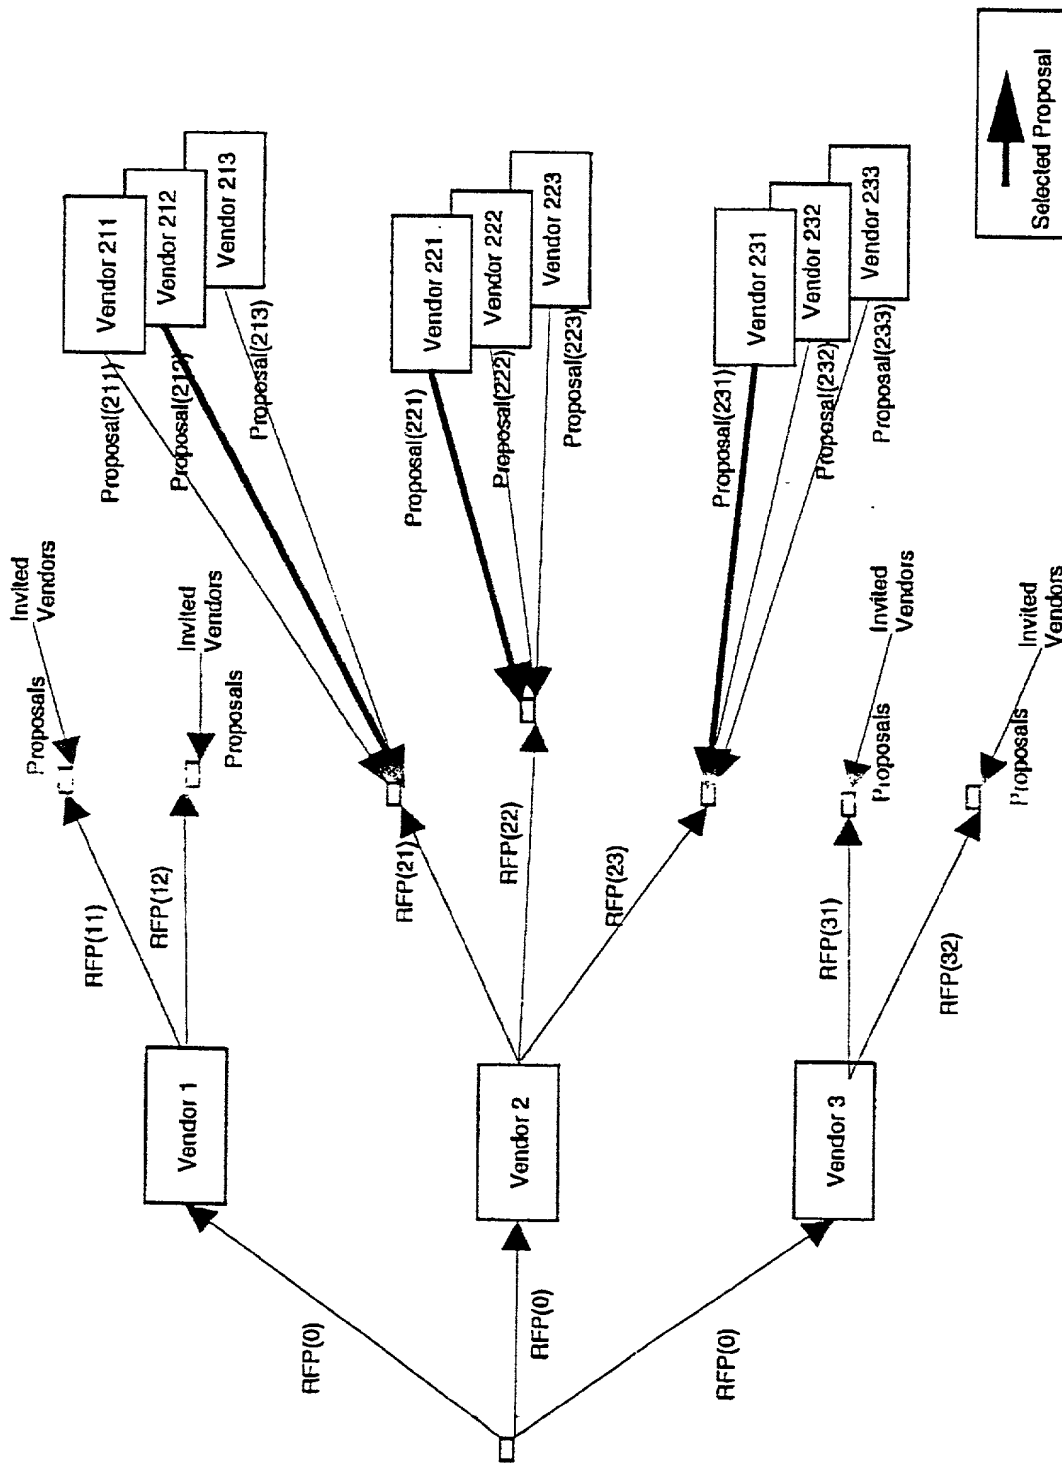 RFP(0)
RFP(0)
RFP(0)
Vendor 1
Vendor 2
Vendor 3
RFP(11)
RFP(12)
RFP(21)
RFP(22)
RFP(23)
RFP(31)
RFP(32)
Proposals
Invited
Vendors
Proposals
Invited
Vendors
Proposals
Invited
Vendors
Proposals
Invited
Vendors
Proposal(211)
Proposal(212)
Proposal(213)
Proposal(221)
Proposal(222)
Proposal(223)
Proposal(231)
Proposal(232)
Proposal(233)
Vendor 211
Vendor 212
Vendor 213
Vendor 221
Vendor 222
Vendor 223
Vendor 231
Vendor 232
Vendor 233
Selected Proposal